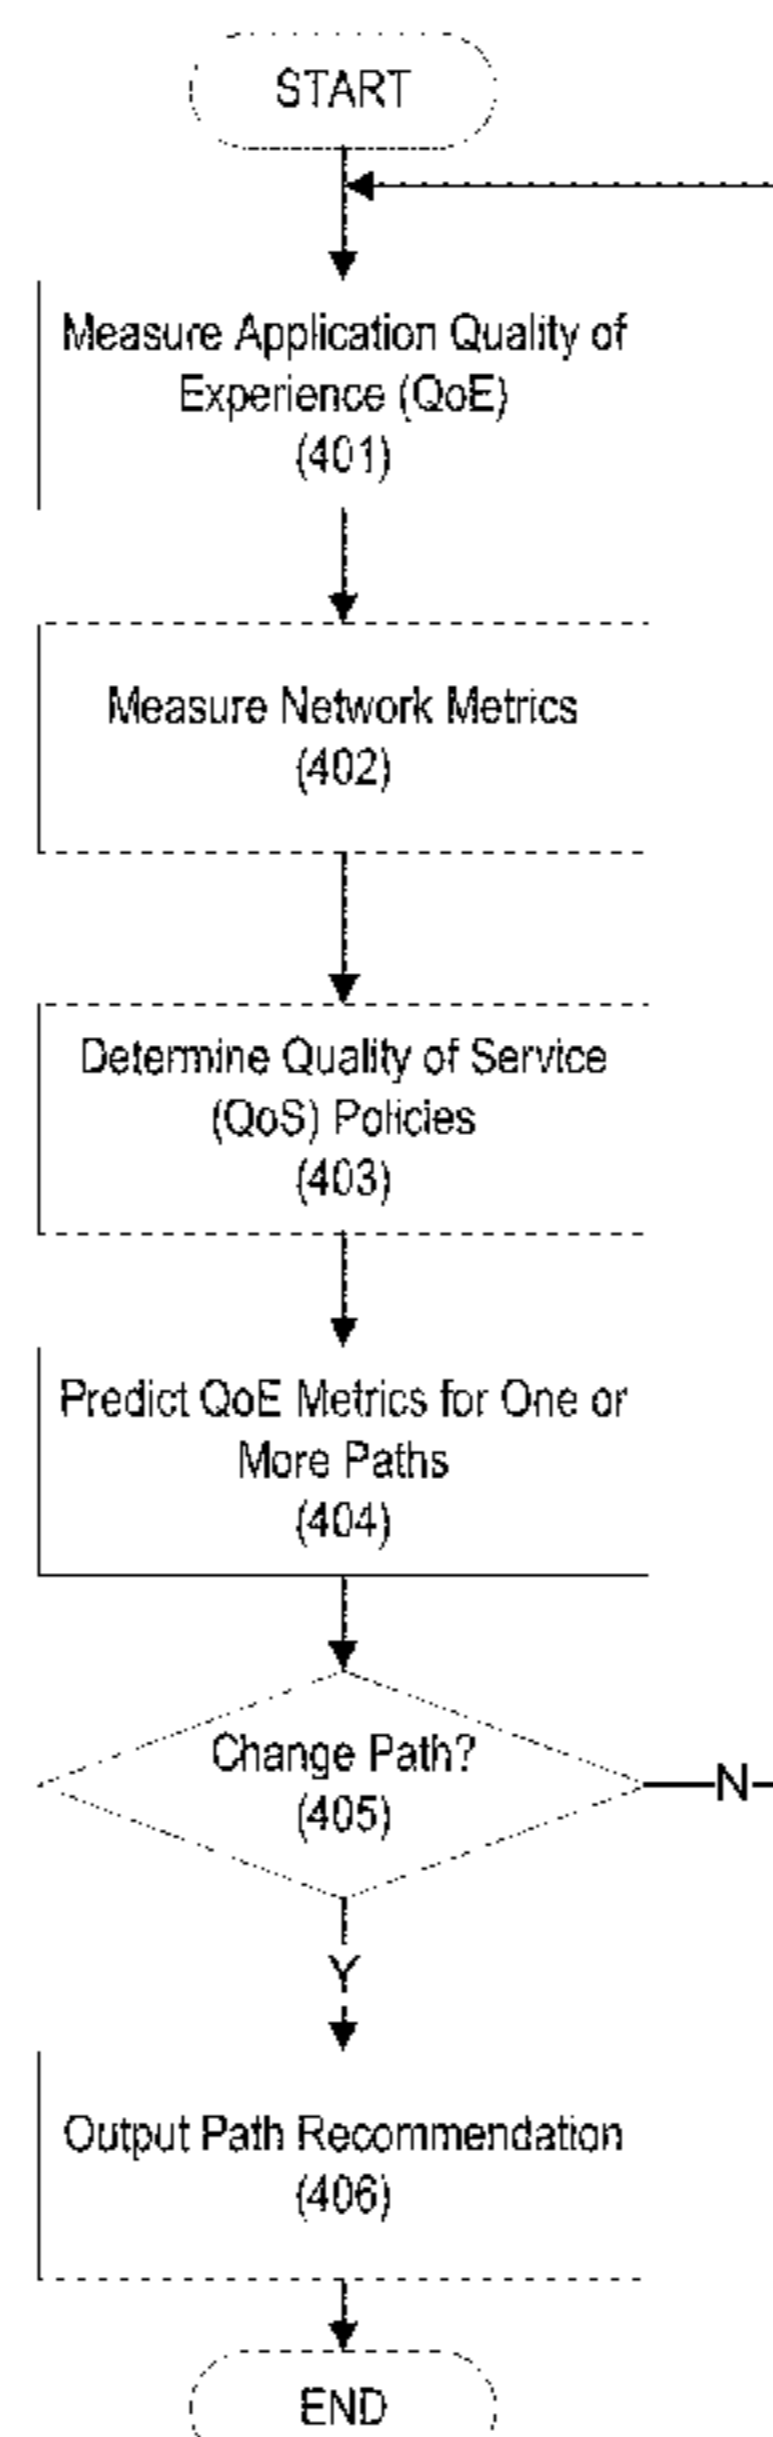 START
Measure Application Quality of
Experience (QoE)
(401)
Measure Network Metrics
(402)
Determine Quality of Service
(QoS) Policies
(403)
Predict QoE Metrics for One or
More Paths
(404)
Change Path?
(405)
N
Y
Output Path Recommendation
(406)
END